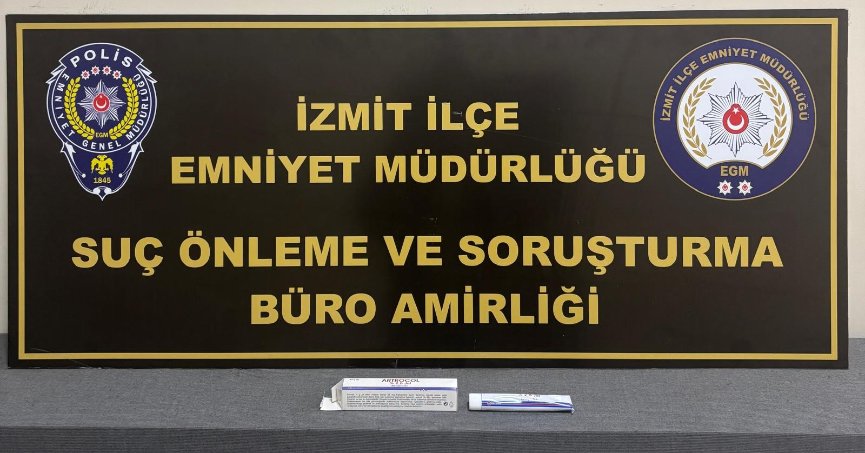 POLİS
EMNİYET GENEL MÜDÜRLÜĞÜ
EGM
1845
İZMİT İLÇE EMNİYET MÜDÜRLÜĞÜ
EGM
İZMİT İLÇE
EMNİYET MÜDÜRLÜĞÜ
SUÇ ÖNLEME VE SORUŞTURMA
BÜRO AMİRLİĞİ
ARTROCOL